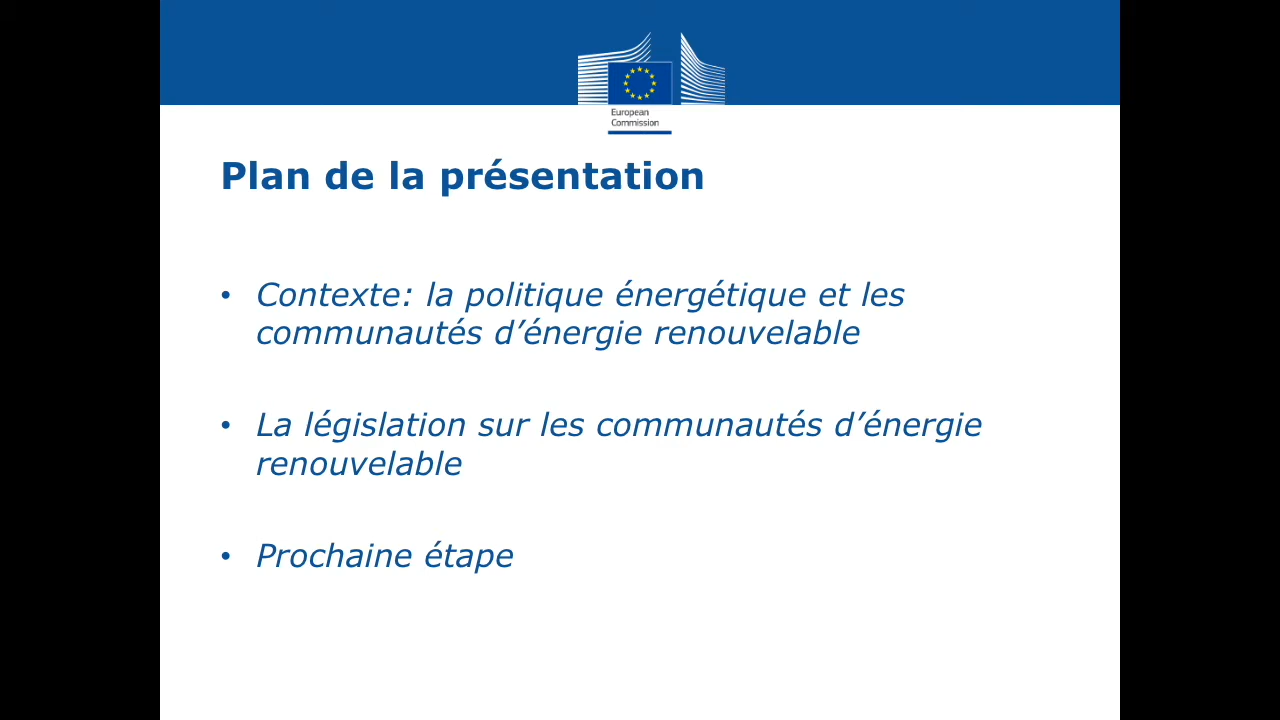 European
Commission
Plan de la présentation
• Contexte: la politique énergétique et les
communautés d’énergie renouvelable
• La législation sur les communautés d’énergie
renouvelable
• Prochaine étape